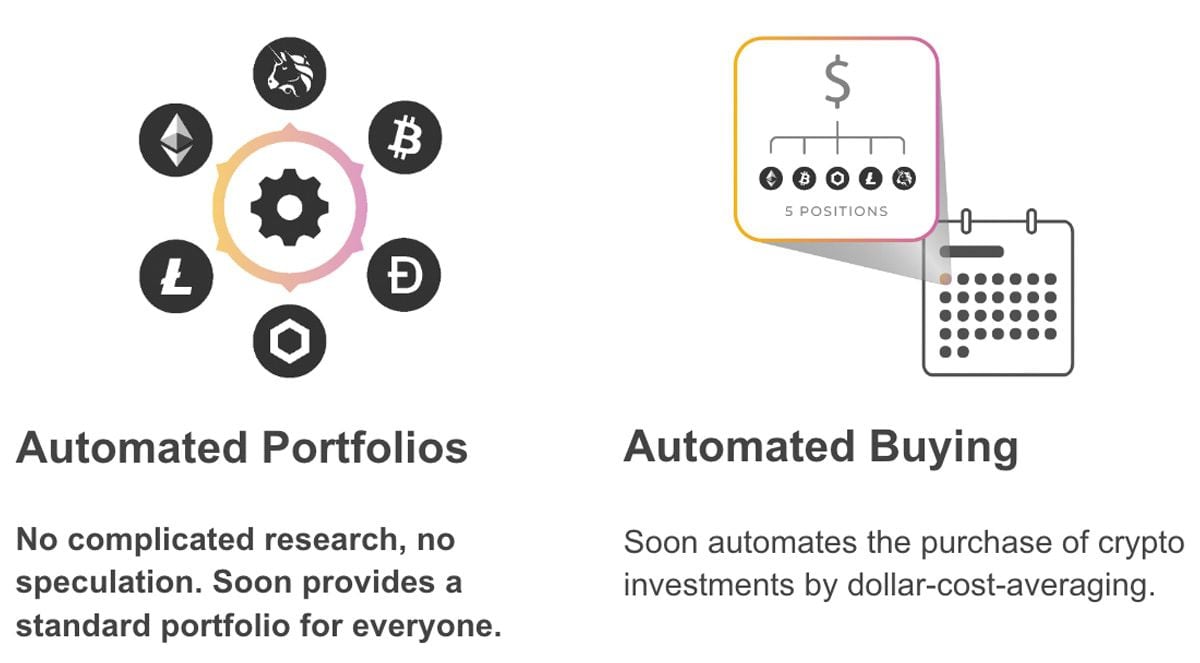 $
5 POSITIONS
Automated Portfolios
No complicated research, no
speculation. Soon provides a
standard portfolio for everyone.
Automated Buying
Soon automates the purchase of crypto
investments by dollar-cost-averaging.